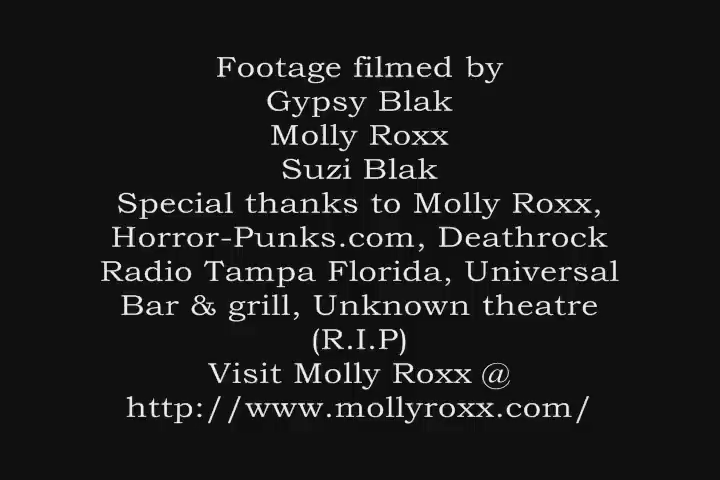 Footage filmed by
Gypsy Blak
Molly Roxx
Suzi Blak
Special thanks to Molly Roxx,
Horror-Punks.com, Deathrock
Radio Tampa Florida, Universal
Bar & grill, Unknown theatre
(R.I.P)
Visit Molly Roxx @
http://www.mollyroxx.com/